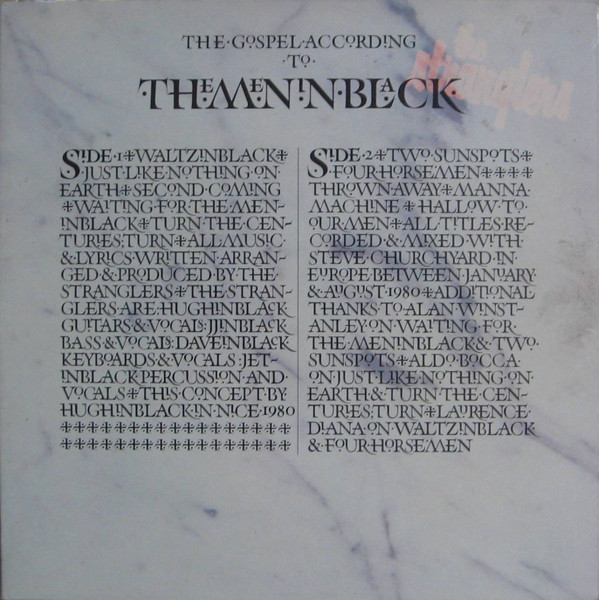 THE·GOSPEL·ACCORDING
·TO·
·THEMENINBLACK·
SIDE·1✣WALTZINBLACK✣
·JUST·LIKE·NOTHING·ON·
EARTH✣SECOND·COMING
✣WAITING·FOR·THE·MEN-
INBLACK✣TURN·THE·CEN-
TURIES;TURN✣ALL·MUSIC·
&·LYRICS·WRITTEN·ARRAN-
GED·&·PRODUCED·BY·THE·
STRANGLERS✣THE·STRAN-
GLERS·ARE·HUGHINBLACK
GUITARS·&·VOCALS:JJINBLACK
BASS·&·VOCALS:DAVEINBLACK
KEYBOARDS·&·VOCALS:JET-
INBLACK·PERCUSSION·AND·
VOCALS✣THIS·CONCEPT·BY·
HUGHINBLACK·IN·NICE·1980
✣✣✣✣✣✣✣✣✣✣✣✣✣✣✣✣
✣✣✣✣✣✣✣✣✣✣✣✣✣✣✣✣
SIDE·2✣TWO·SUNSPOTS✣
·FOUR·HORSEMEN✣✣✣✣
THROWN·AWAY✣MANNA·
MACHINE✣HALLOW·TO·
OUR·MEN✣ALL·TITLES·RE-
CORDED·&·MIXED·WITH·
STEVE·CHURCHYARD·IN·
EUROPE·BETWEEN·JANUARY·
&·AUGUST·1980✣ADDITIONAL
THANKS·TO·ALAN·WINST-
ANLEY·ON·WAITING·FOR·
THE·MENINBLACK·&·TWO·
SUNSPOTS✣ALDO·BOCCA·
ON·JUST·LIKE·NOTHING·ON·
EARTH·&·TURN·THE·CEN-
TURIES;TURN✣LAURENCE·
DIANA·ON·WALTZINBLACK
&·FOUR·HORSEMEN